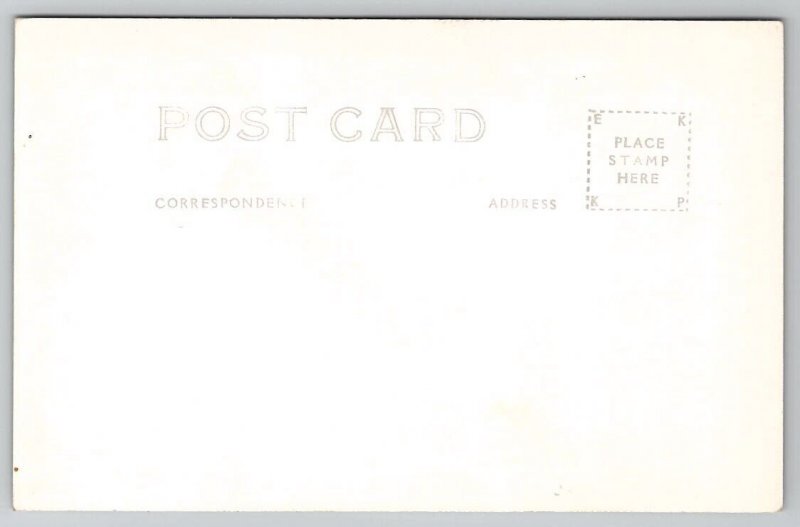 POST CARD
E K
PLACE
STAMP
HERE
K P
CORRESPONDENCE
ADDRESS